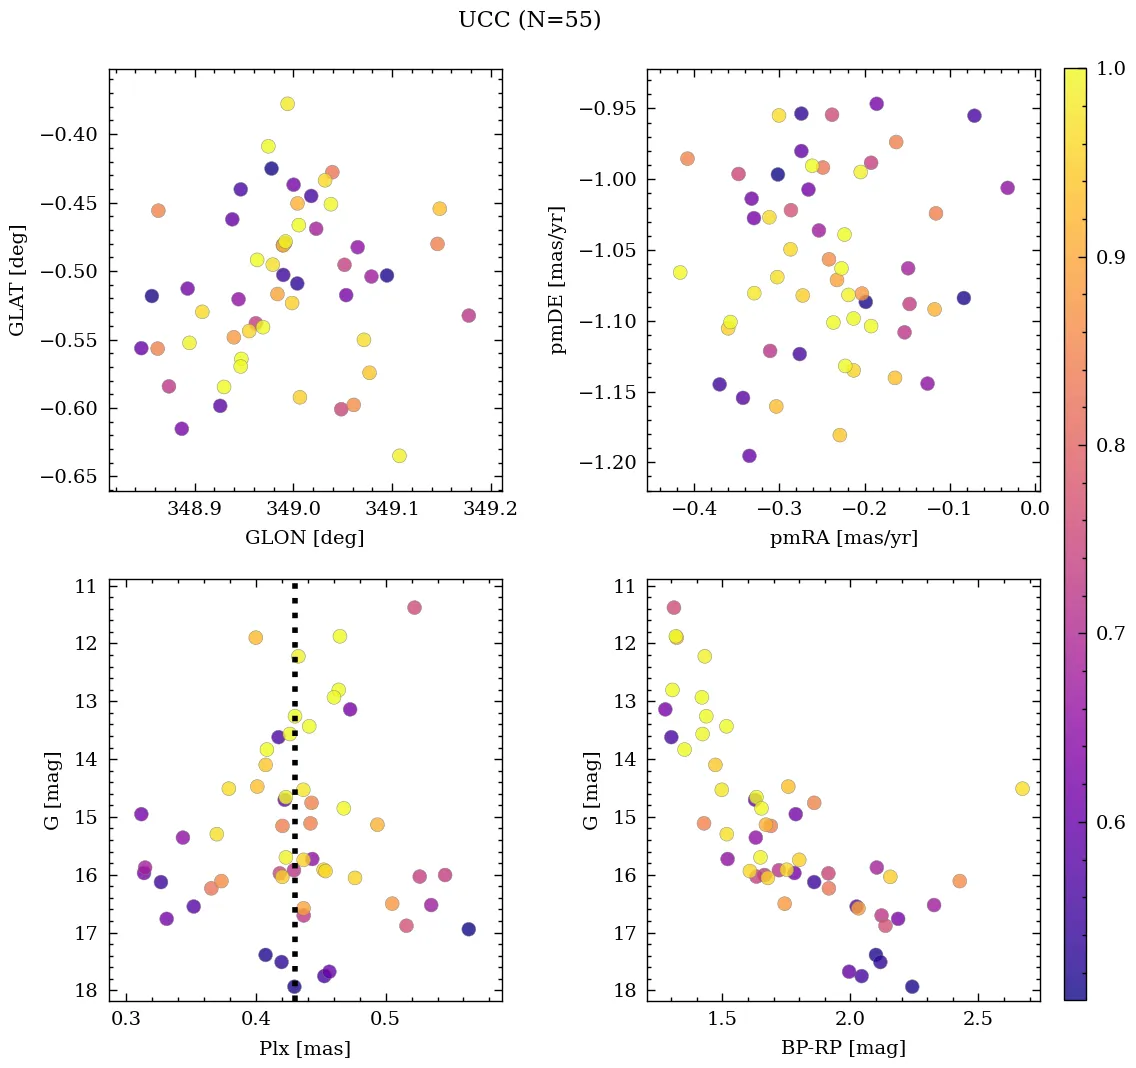 UCC (N=55)
−0.40
−0.45
−0.50
−0.55
−0.60
−0.65
GLAT [deg]
348.9 349.0 349.1 349.2
GLON [deg]
−0.95
−1.00
−1.05
−1.10
−1.15
−1.20
pmDE [mas/yr]
−0.4 −0.3 −0.2 −0.1 0.0
pmRA [mas/yr]
1.0
0.9
0.8
0.7
0.6
11
12
13
14
15
16
17
18
G [mag]
0.3 0.4 0.5
Plx [mas]
11
12
13
14
15
16
17
18
G [mag]
1.5 2.0 2.5
BP-RP [mag]